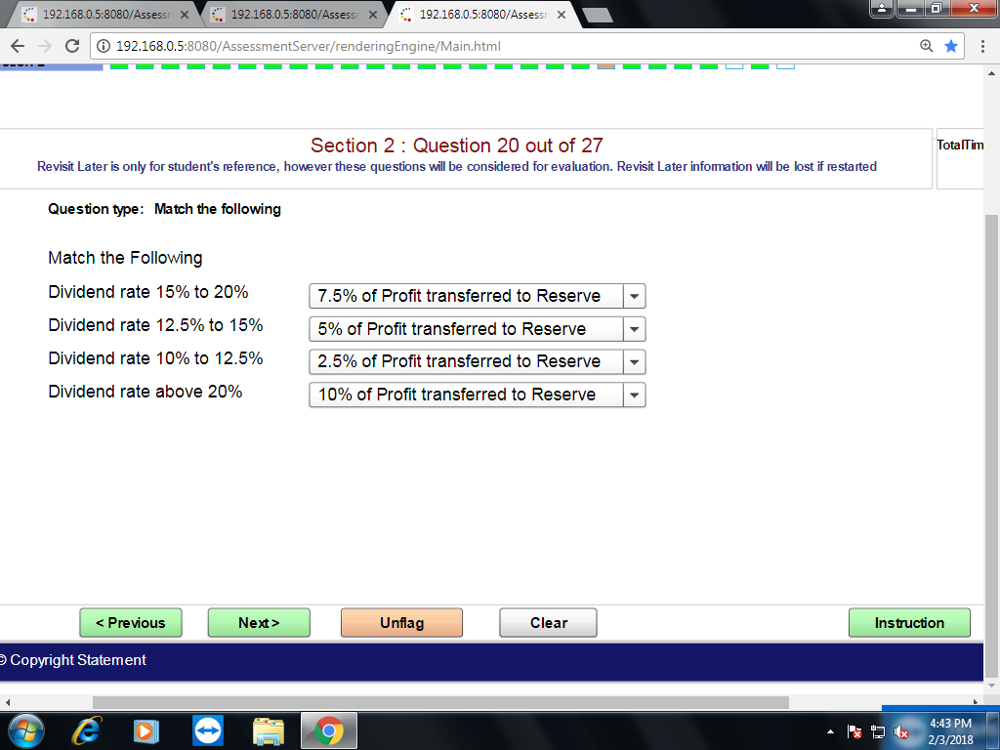 192.168.0.5:8080/Assessm
192.168.0.5:8080/Assessm
192.168.0.5:8080/Assessm
192.168.0.5:8080/AssessmentServer/renderingEngine/Main.html
Section 2 : Question 20 out of 27
TotalTim
Revisit Later is only for student's reference, however these questions will be considered for evaluation. Revisit Later information will be lost if restarted
Question type: Match the following
Match the Following
Dividend rate 15% to 20% 7.5% of Profit transferred to Reserve
Dividend rate 12.5% to 15% 5% of Profit transferred to Reserve
Dividend rate 10% to 12.5% 2.5% of Profit transferred to Reserve
Dividend rate above 20% 10% of Profit transferred to Reserve
< Previous Next > Unflag Clear Instruction
© Copyright Statement
4:43 PM
2/3/2018